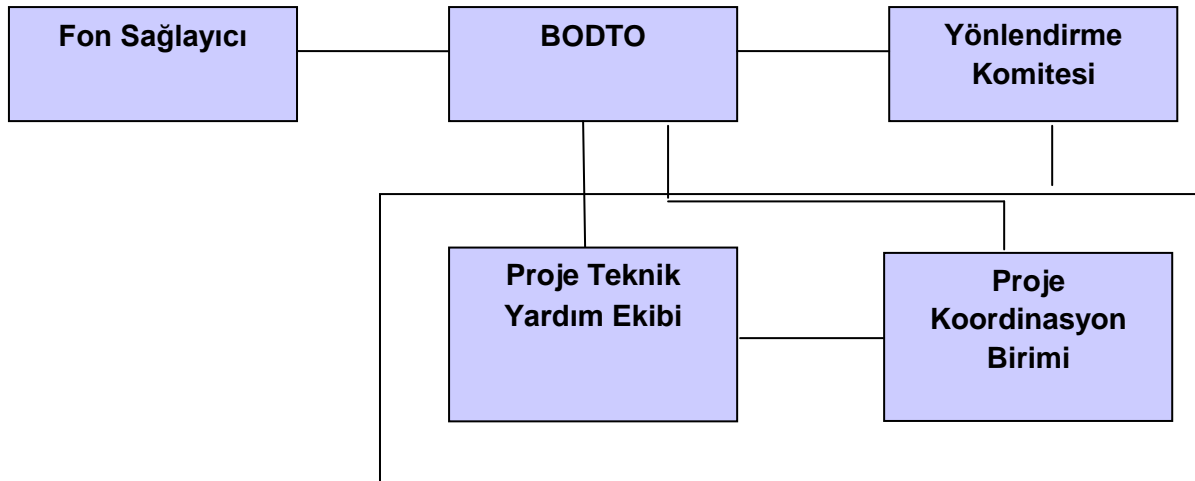 Fon Sağlayıcı
BODTO
Yönlendirme
Komitesi
Proje Teknik
Yardım Ekibi
Proje
Koordinasyon
Birimi